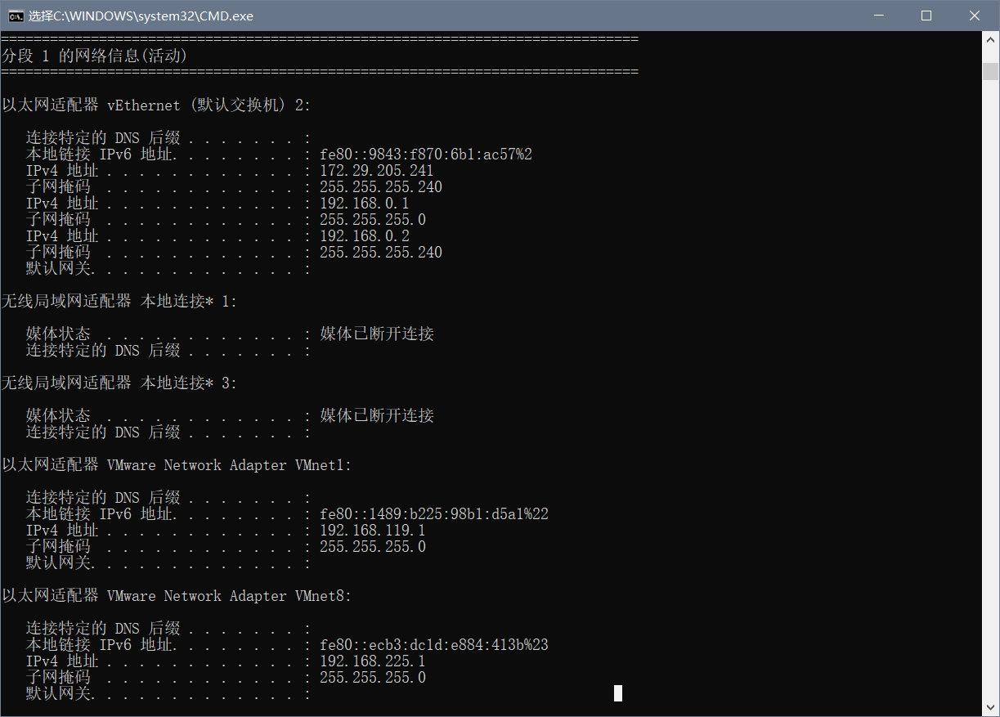 选择C:\WINDOWS\system32\CMD.exe
==============================================================================
分段 1 的网络信息(活动)
==============================================================================
以太网适配器 vEthernet (默认交换机) 2:
连接特定的 DNS 后缀 . . . . . . . :
本地链接 IPv6 地址. . . . . . . . : fe80::9843:f870:6b1:ac57%2
IPv4 地址 . . . . . . . . . . . . : 172.29.205.241
子网掩码  . . . . . . . . . . . . : 255.255.255.240
IPv4 地址 . . . . . . . . . . . . : 192.168.0.1
子网掩码  . . . . . . . . . . . . : 255.255.255.0
IPv4 地址 . . . . . . . . . . . . : 192.168.0.2
子网掩码  . . . . . . . . . . . . : 255.255.255.240
默认网关. . . . . . . . . . . . . :
无线局域网适配器 本地连接* 1:
媒体状态  . . . . . . . . . . . . : 媒体已断开连接
连接特定的 DNS 后缀 . . . . . . . :
无线局域网适配器 本地连接* 3:
媒体状态  . . . . . . . . . . . . : 媒体已断开连接
连接特定的 DNS 后缀 . . . . . . . :
以太网适配器 VMware Network Adapter VMnet1:
连接特定的 DNS 后缀 . . . . . . . :
本地链接 IPv6 地址. . . . . . . . : fe80::1489:b225:98b1:d5a1%22
IPv4 地址 . . . . . . . . . . . . : 192.168.119.1
子网掩码  . . . . . . . . . . . . : 255.255.255.0
默认网关. . . . . . . . . . . . . :
以太网适配器 VMware Network Adapter VMnet8:
连接特定的 DNS 后缀 . . . . . . . :
本地链接 IPv6 地址. . . . . . . . : fe80::ecb3:dc1d:e884:413b%23
IPv4 地址 . . . . . . . . . . . . : 192.168.225.1
子网掩码  . . . . . . . . . . . . : 255.255.255.0
默认网关. . . . . . . . . . . . . :